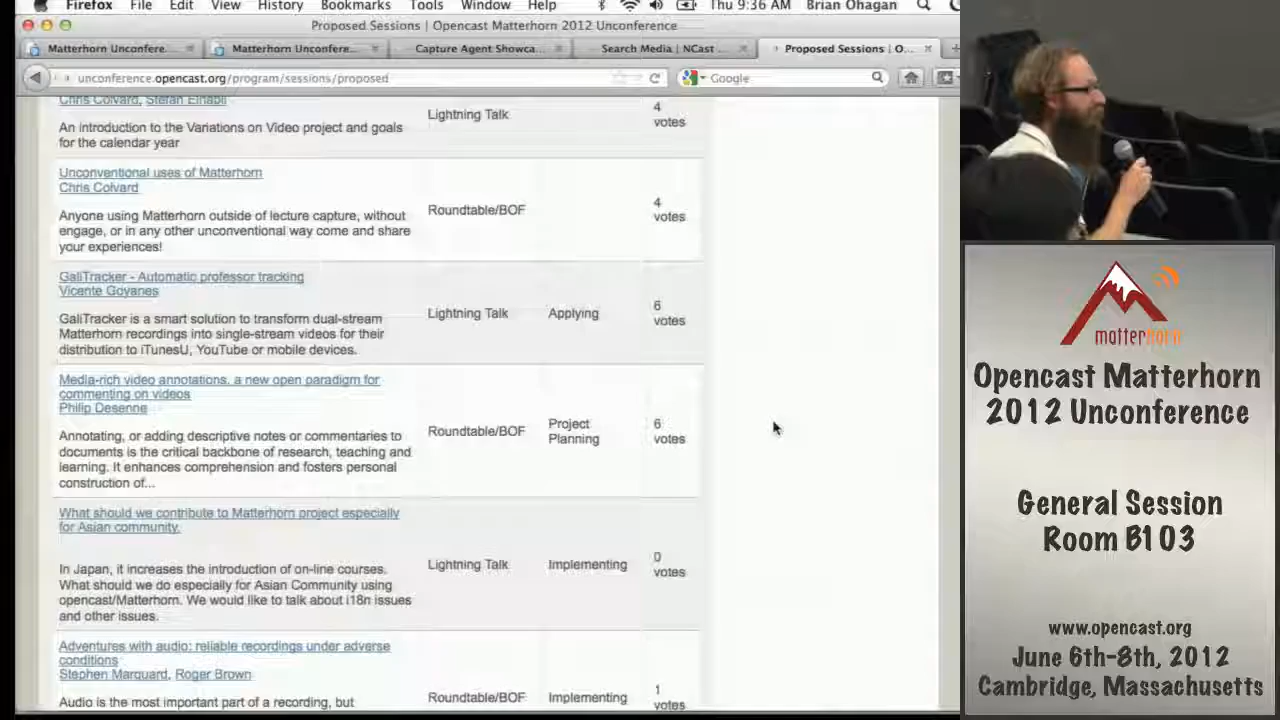 Firefox File Edit View History Bookmarks Tools Window Help Thu 9:36 AM Brian Ohagan
Proposed Sessions | Opencast Matterhorn 2012 Unconference
Matterhorn Unconfere... Matterhorn Unconfere... Capture Agent Showca... Search Media | NCast ... Proposed Sessions | O...
unconference.opencast.org/program/sessions/proposed Google
Chris Colvard, Stefan Elnabli
An introduction to the Variations on Video project and goals
for the calendar year
Lightning Talk
4
votes
Unconventional uses of Matterhorn
Chris Colvard
Anyone using Matterhorn outside of lecture capture, without
engage, or in any other unconventional way come and share
your experiences!
Roundtable/BOF
4
votes
GaliTracker - Automatic professor tracking
Vicente Goyanes
GaliTracker is a smart solution to transform dual-stream
Matterhorn recordings into single-stream videos for their
distribution to iTunesU, YouTube or mobile devices.
Lightning Talk
Applying
6
votes
Media-rich video annotations. a new open paradigm for
commenting on videos
Philip Desenne
Annotating, or adding descriptive notes or commentaries to
documents is the critical backbone of research, teaching and
learning. It enhances comprehension and fosters personal
construction of...
Roundtable/BOF
Project
Planning
6
votes
What should we contribute to Matterhorn project especially
for Asian community.
In Japan, it increases the introduction of on-line courses.
What should we do especially for Asian Community using
opencast/Matterhorn. We would like to talk about i18n issues
and other issues.
Lightning Talk
Implementing
0
votes
Adventures with audio: reliable recordings under adverse
conditions
Stephen Marquard, Roger Brown
Audio is the most important part of a recording, but
Roundtable/BOF
Implementing
1
votes
matterhorn
Opencast Matterhorn
2012 Unconference
General Session
Room B103
www.opencast.org
June 6th-8th, 2012
Cambridge, Massachusetts